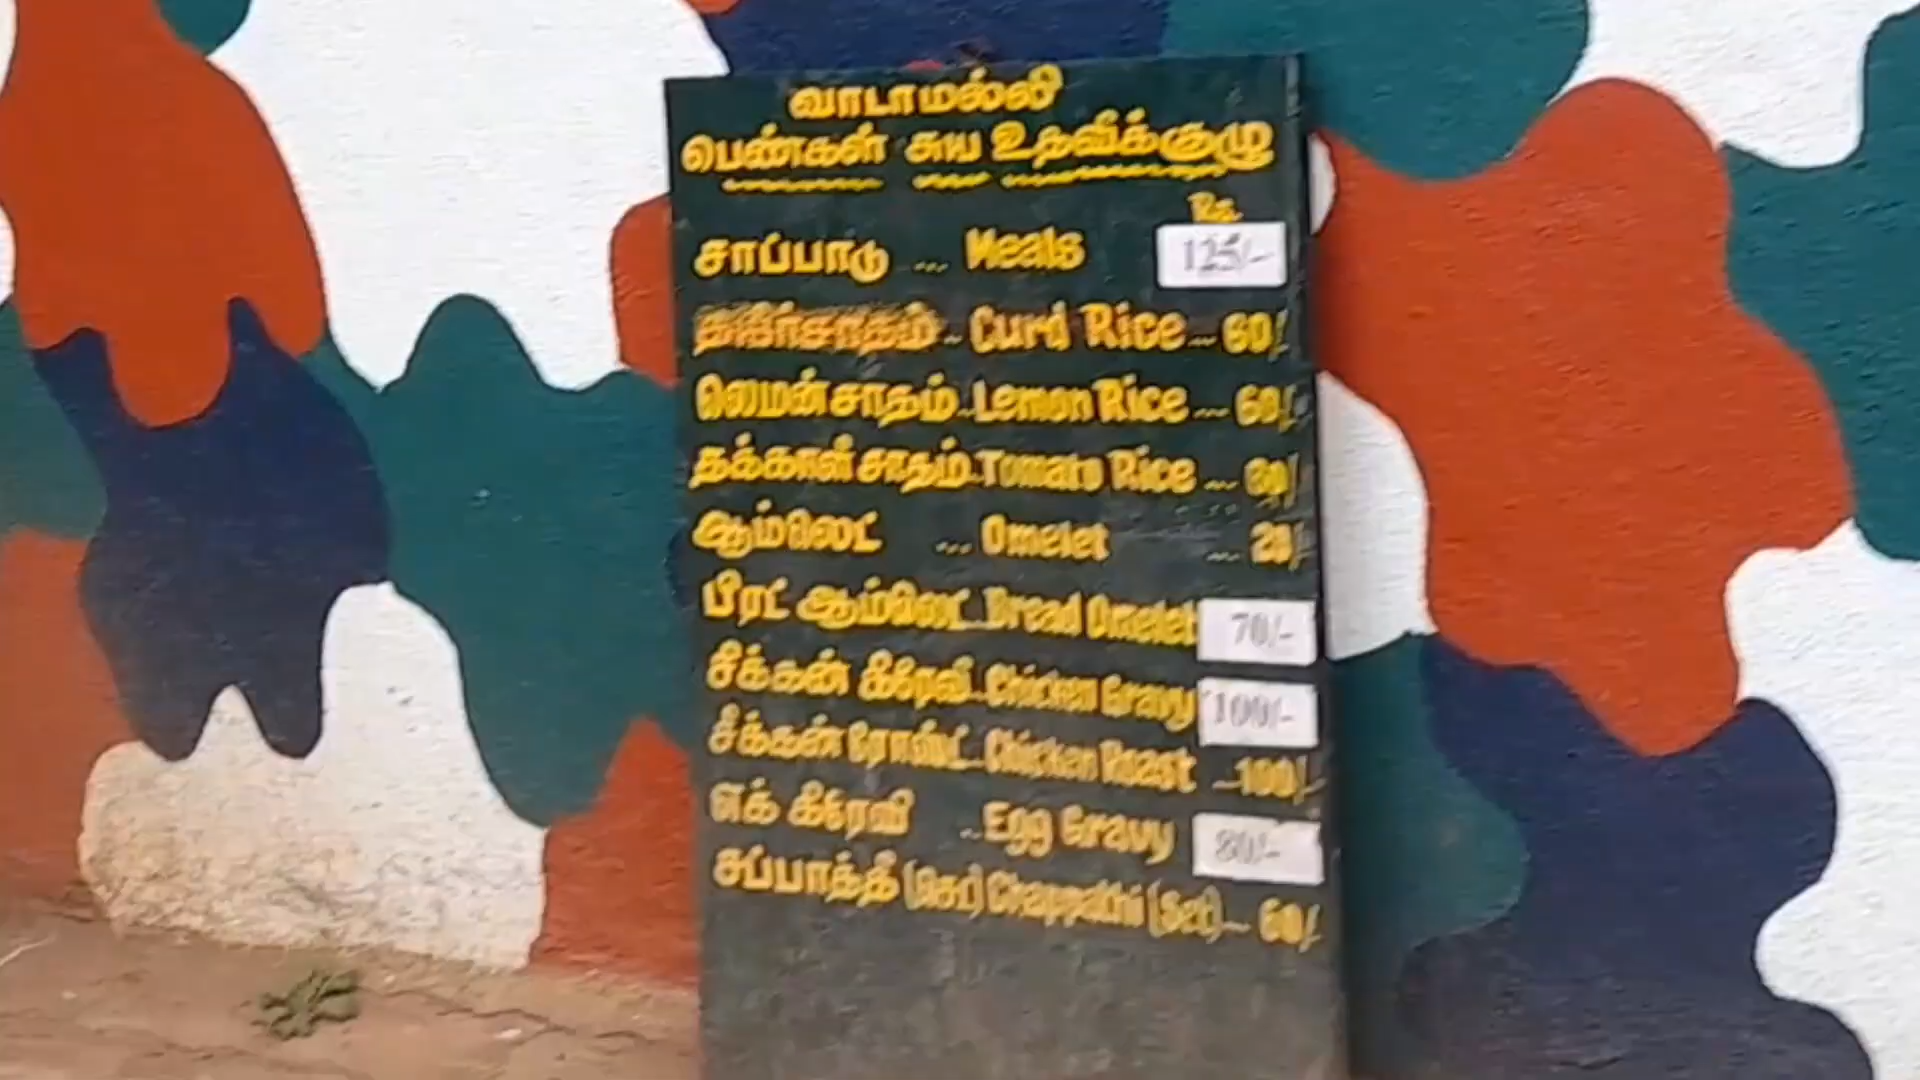 வாடாமல்லி
பெண்கள் சுய உதவிக்குழு
Rs.
சாப்பாடு ... Meals 125/-
தயிர்சாதம் .. Curd Rice ... 60/-
லெமன்சாதம் .. Lemon Rice ... 60/-
தக்காளி சாதம் .. Tomato Rice ...
ஆம்லெட் ... Omelet ... 20/-
பிரட் ஆம்லெட் .. Bread Omelet 70/-
சிக்கன் கிரேவி .. Chicken Gravy 100/-
சிக்கன் ரோஸ்ட் .. Chicken Roast ... 100/-
எக் கிரேவி .. Egg Gravy 80/-
சப்பாத்தி (செட்) Chappathi (Set) ... 60/-